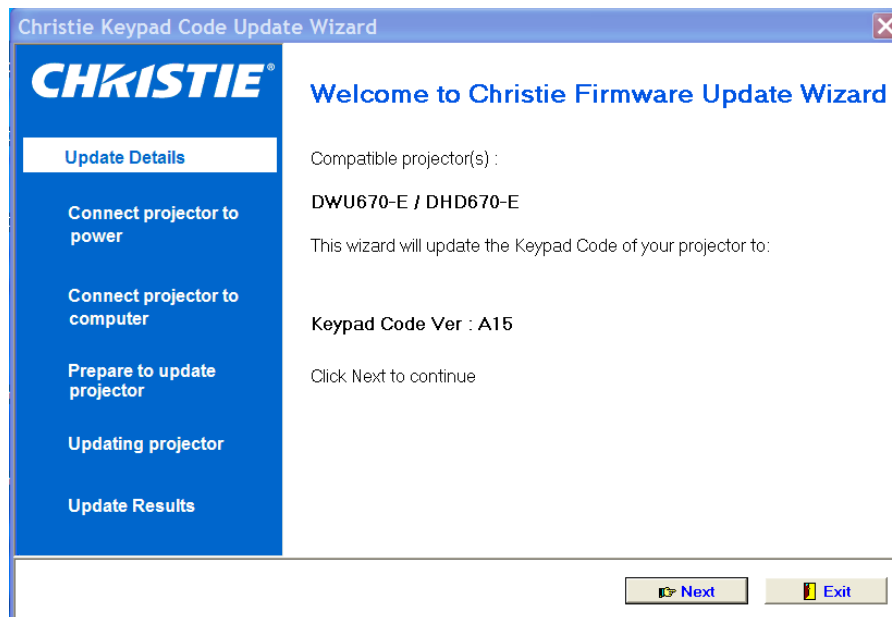 Christie Keypad Code Update Wizard
CHRISTIE®
Welcome to Christie Firmware Update Wizard
Update Details
Compatible projector(s) :
DWU670-E / DHD670-E
Connect projector to
power
This wizard will update the Keypad Code of your projector to:
Connect projector to
computer
Keypad Code Ver : A15
Prepare to update
projector
Click Next to continue
Updating projector
Update Results
Next
Exit